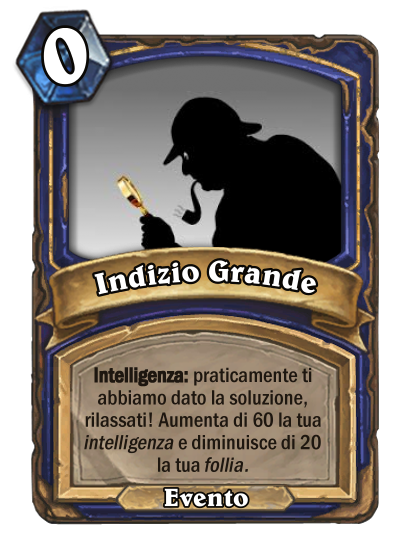 0
Indizio Grande
Intelligenza: praticamente ti
abbiamo dato la soluzione,
rilassati! Aumenta di 60 la tua
intelligenza e diminuisce di 20
la tua follia.
Evento